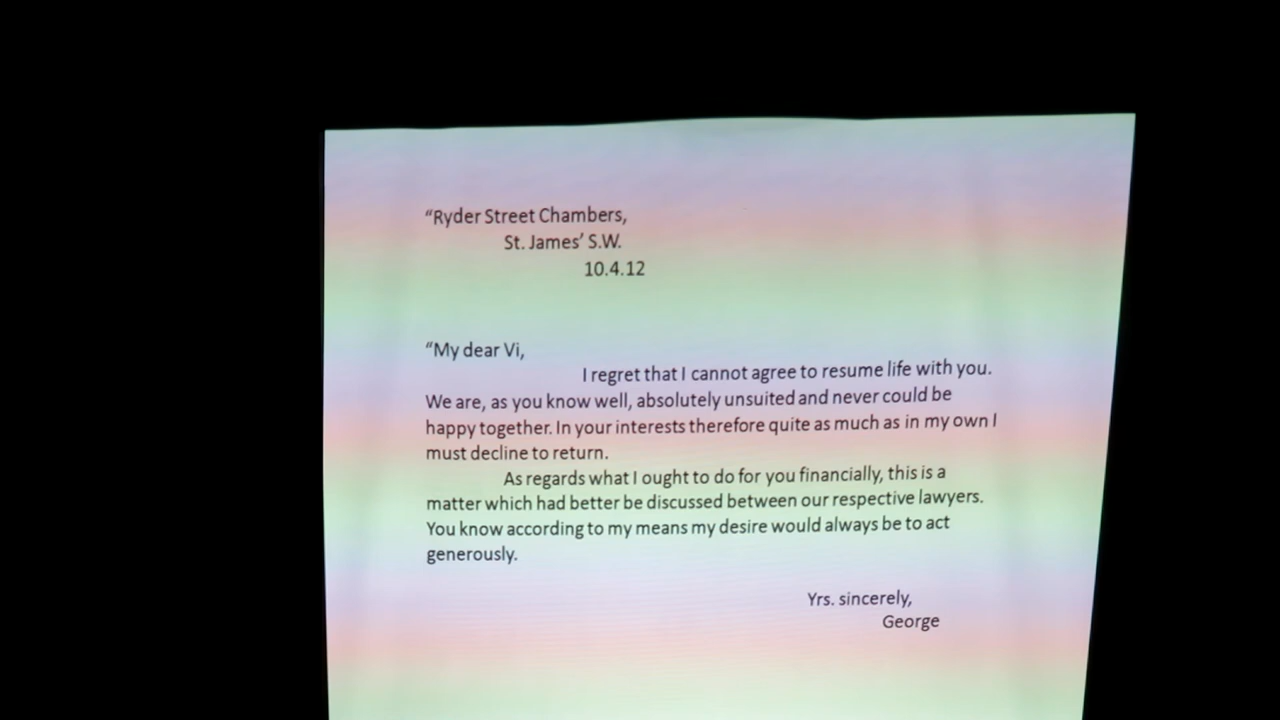 “Ryder Street Chambers,
St. James’ S.W.
10.4.12
“My dear Vi,
I regret that I cannot agree to resume life with you.
We are, as you know well, absolutely unsuited and never could be
happy together. In your interests therefore quite as much as in my own I
must decline to return.
As regards what I ought to do for you financially, this is a
matter which had better be discussed between our respective lawyers.
You know according to my means my desire would always be to act
generously.
Yrs. sincerely,
George